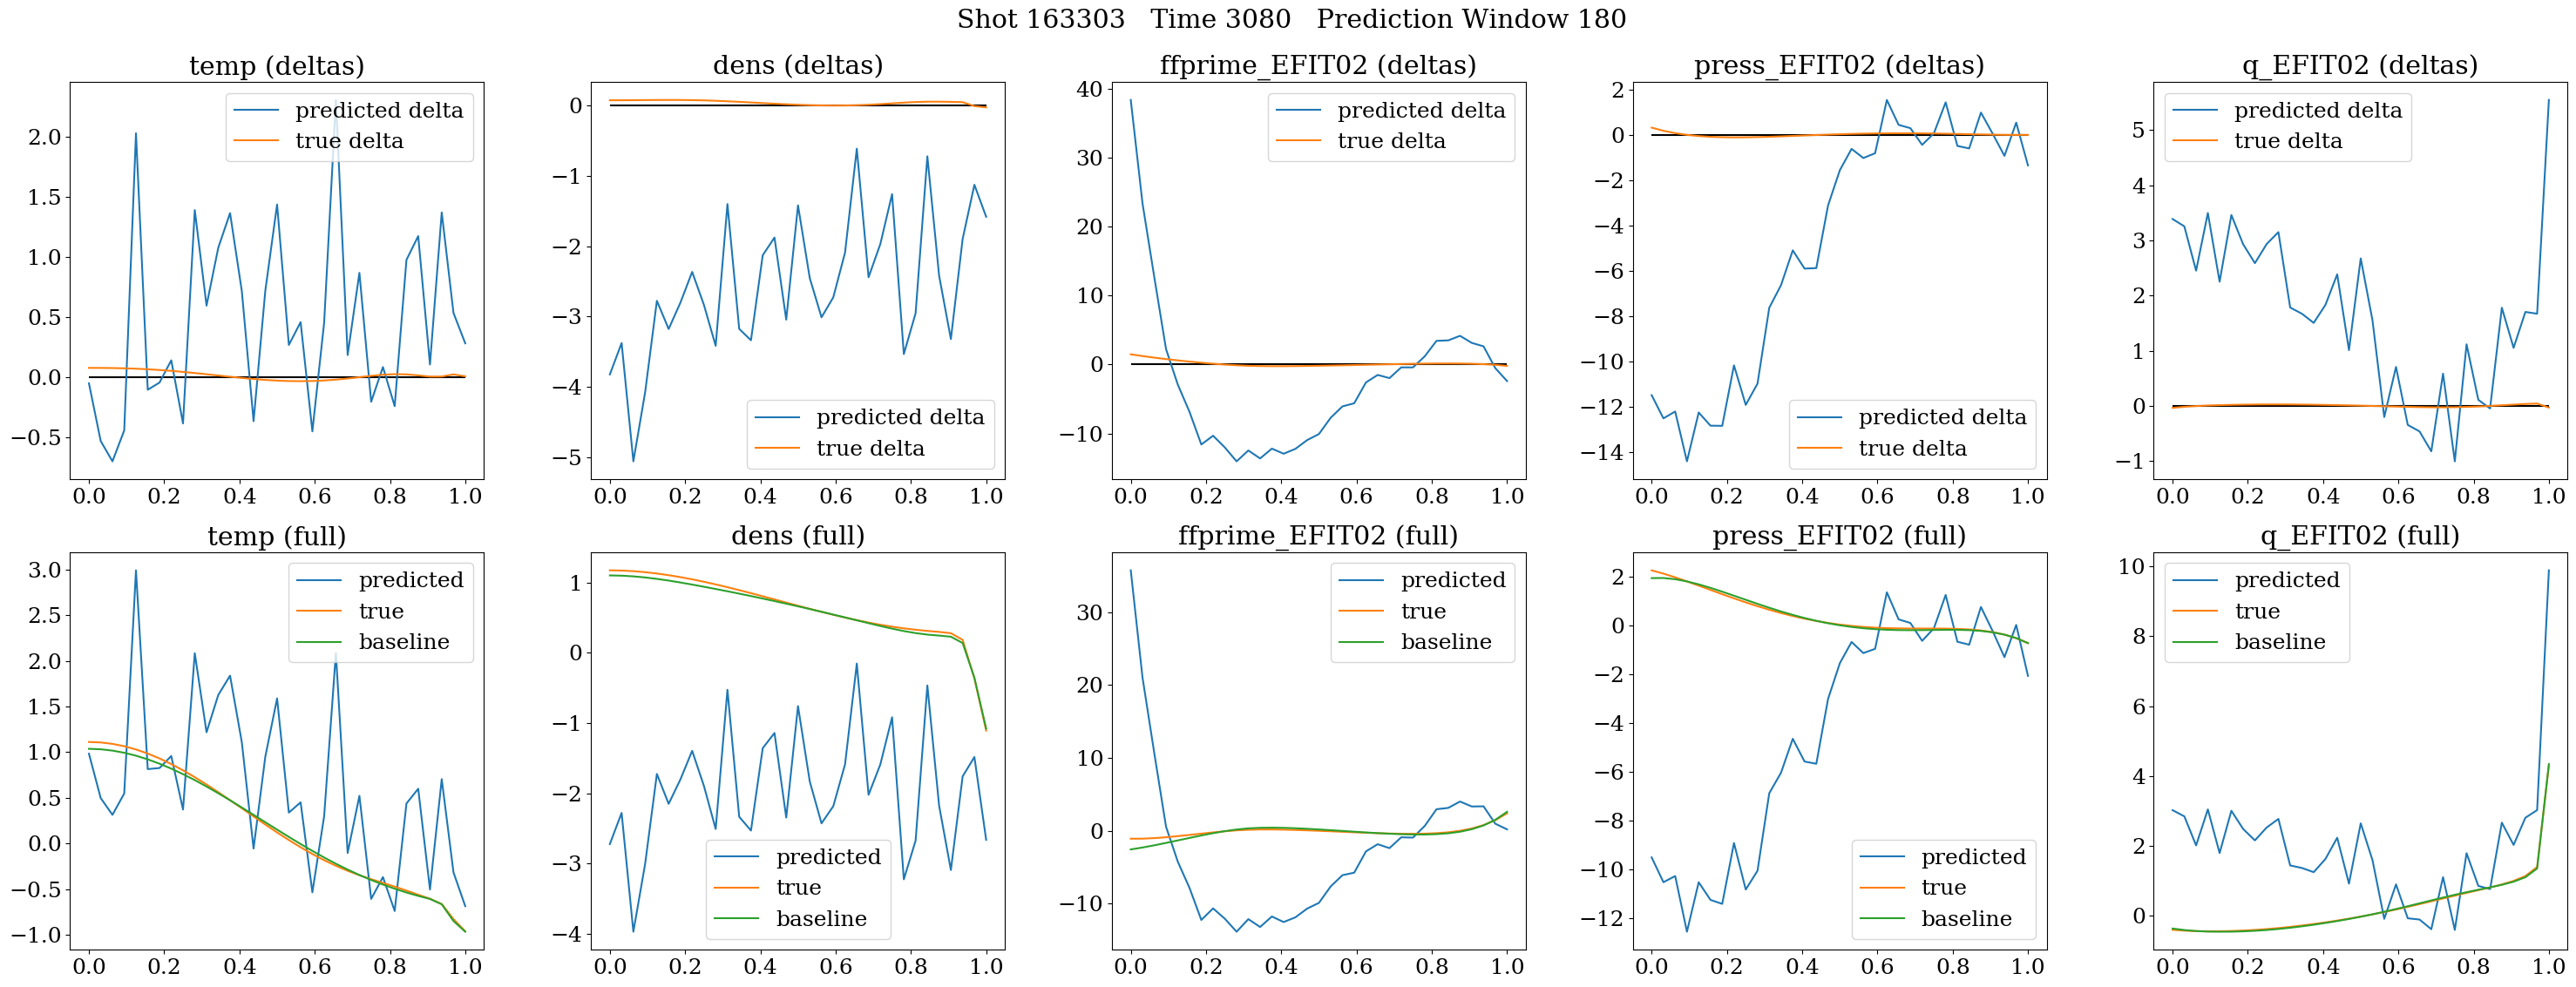 Shot 163303   Time 3080   Prediction Window 180
temp (deltas)
predicted delta
true delta
2.0
1.5
1.0
0.5
0.0
−0.5
0.0 0.2 0.4 0.6 0.8 1.0
dens (deltas)
0
−1
−2
−3
−4
−5
predicted delta
true delta
0.0 0.2 0.4 0.6 0.8 1.0
ffprime_EFIT02 (deltas)
predicted delta
true delta
40
30
20
10
0
−10
0.0 0.2 0.4 0.6 0.8 1.0
press_EFIT02 (deltas)
2
0
−2
−4
−6
−8
−10
−12
−14
predicted delta
true delta
0.0 0.2 0.4 0.6 0.8 1.0
q_EFIT02 (deltas)
predicted delta
true delta
5
4
3
2
1
0
−1
0.0 0.2 0.4 0.6 0.8 1.0
temp (full)
predicted
true
baseline
3.0
2.5
2.0
1.5
1.0
0.5
0.0
−0.5
−1.0
0.0 0.2 0.4 0.6 0.8 1.0
dens (full)
1
0
−1
−2
−3
−4
predicted
true
baseline
0.0 0.2 0.4 0.6 0.8 1.0
ffprime_EFIT02 (full)
predicted
true
baseline
30
20
10
0
−10
0.0 0.2 0.4 0.6 0.8 1.0
press_EFIT02 (full)
2
0
−2
−4
−6
−8
−10
−12
predicted
true
baseline
0.0 0.2 0.4 0.6 0.8 1.0
q_EFIT02 (full)
predicted
true
baseline
10
8
6
4
2
0
0.0 0.2 0.4 0.6 0.8 1.0